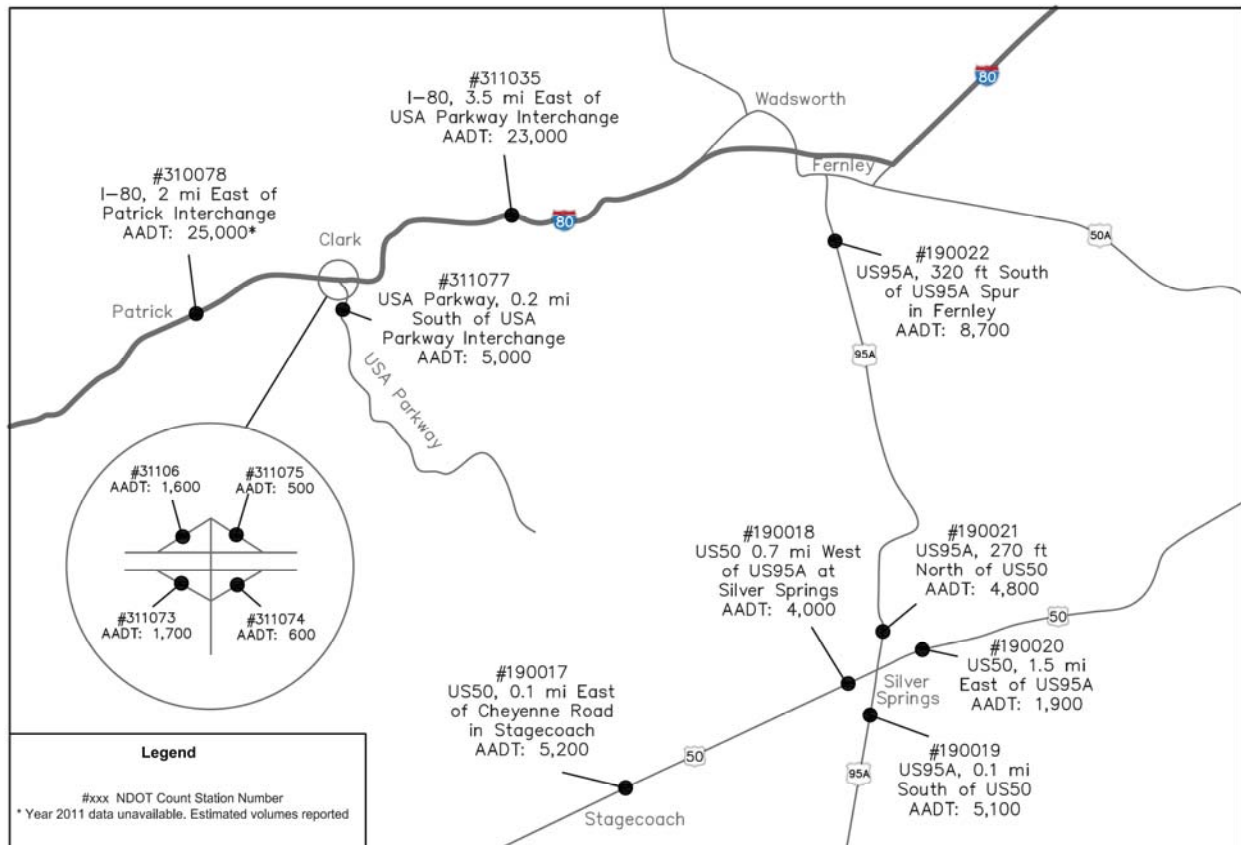 #311035
I-80, 3.5 mi East of
USA Parkway Interchange
AADT: 23,000
80
Wadsworth
Fernley
#310078
I-80, 2 mi East of
Patrick Interchange
AADT: 25,000*
Clark
80
50A
Patrick
#311077
USA Parkway, 0.2 mi
South of USA
Parkway Interchange
AADT: 5,000
USA Parkway
#190022
US95A, 320 ft South
of US95A Spur
in Fernley
AADT: 8,700
95A
#31106
AADT: 1,600
#311075
AADT: 500
#311073
AADT: 1,700
#311074
AADT: 600
#190018
US50 0.7 mi West
of US95A at
Silver Springs
AADT: 4,000
#190021
US95A, 270 ft
North of US50
AADT: 4,800
50
#190020
US50, 1.5 mi
East of US95A
AADT: 1,900
Silver
Springs
#190017
US50, 0.1 mi East
of Cheyenne Road
in Stagecoach
AADT: 5,200
50
#190019
US95A, 0.1 mi
South of US50
AADT: 5,100
95A
Stagecoach
Legend
#xxx NDOT Count Station Number
* Year 2011 data unavailable. Estimated volumes reported